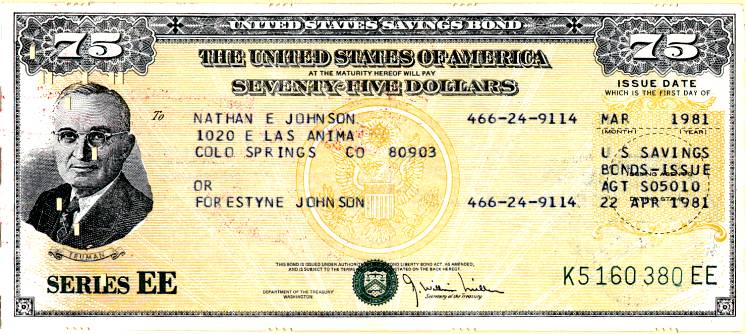 UNITED STATES SAVINGS BOND
75
75
THE UNITED STATES OF AMERICA
AT THE MATURITY HEREOF WILL PAY
SEVENTY-FIVE DOLLARS
ISSUE DATE
WHICH IS THE FIRST DAY OF
To
NATHAN E JOHNSON 466-24-9114 MAR 1981
(MONTH) (YEAR)
1020 E LAS ANIMA
COLO SPRINGS CO 80903 U S SAVINGS
BONDS-ISSUE
OR AGT S05010
FORESTYNE JOHNSON 466-24-9114 22 APR 1981
TRUMAN
THIS BOND IS ISSUED UNDER AUTHORITY OND LIBERTY BOND ACT, AS AMENDED,
AND IS SUBJECT TO THE TERMS STATED ON THE BACK HEREOF.
SERIES EE
DEPARTMENT OF THE TREASURY
WASHINGTON
Secretary of the Treasury
K5 160 380 EE